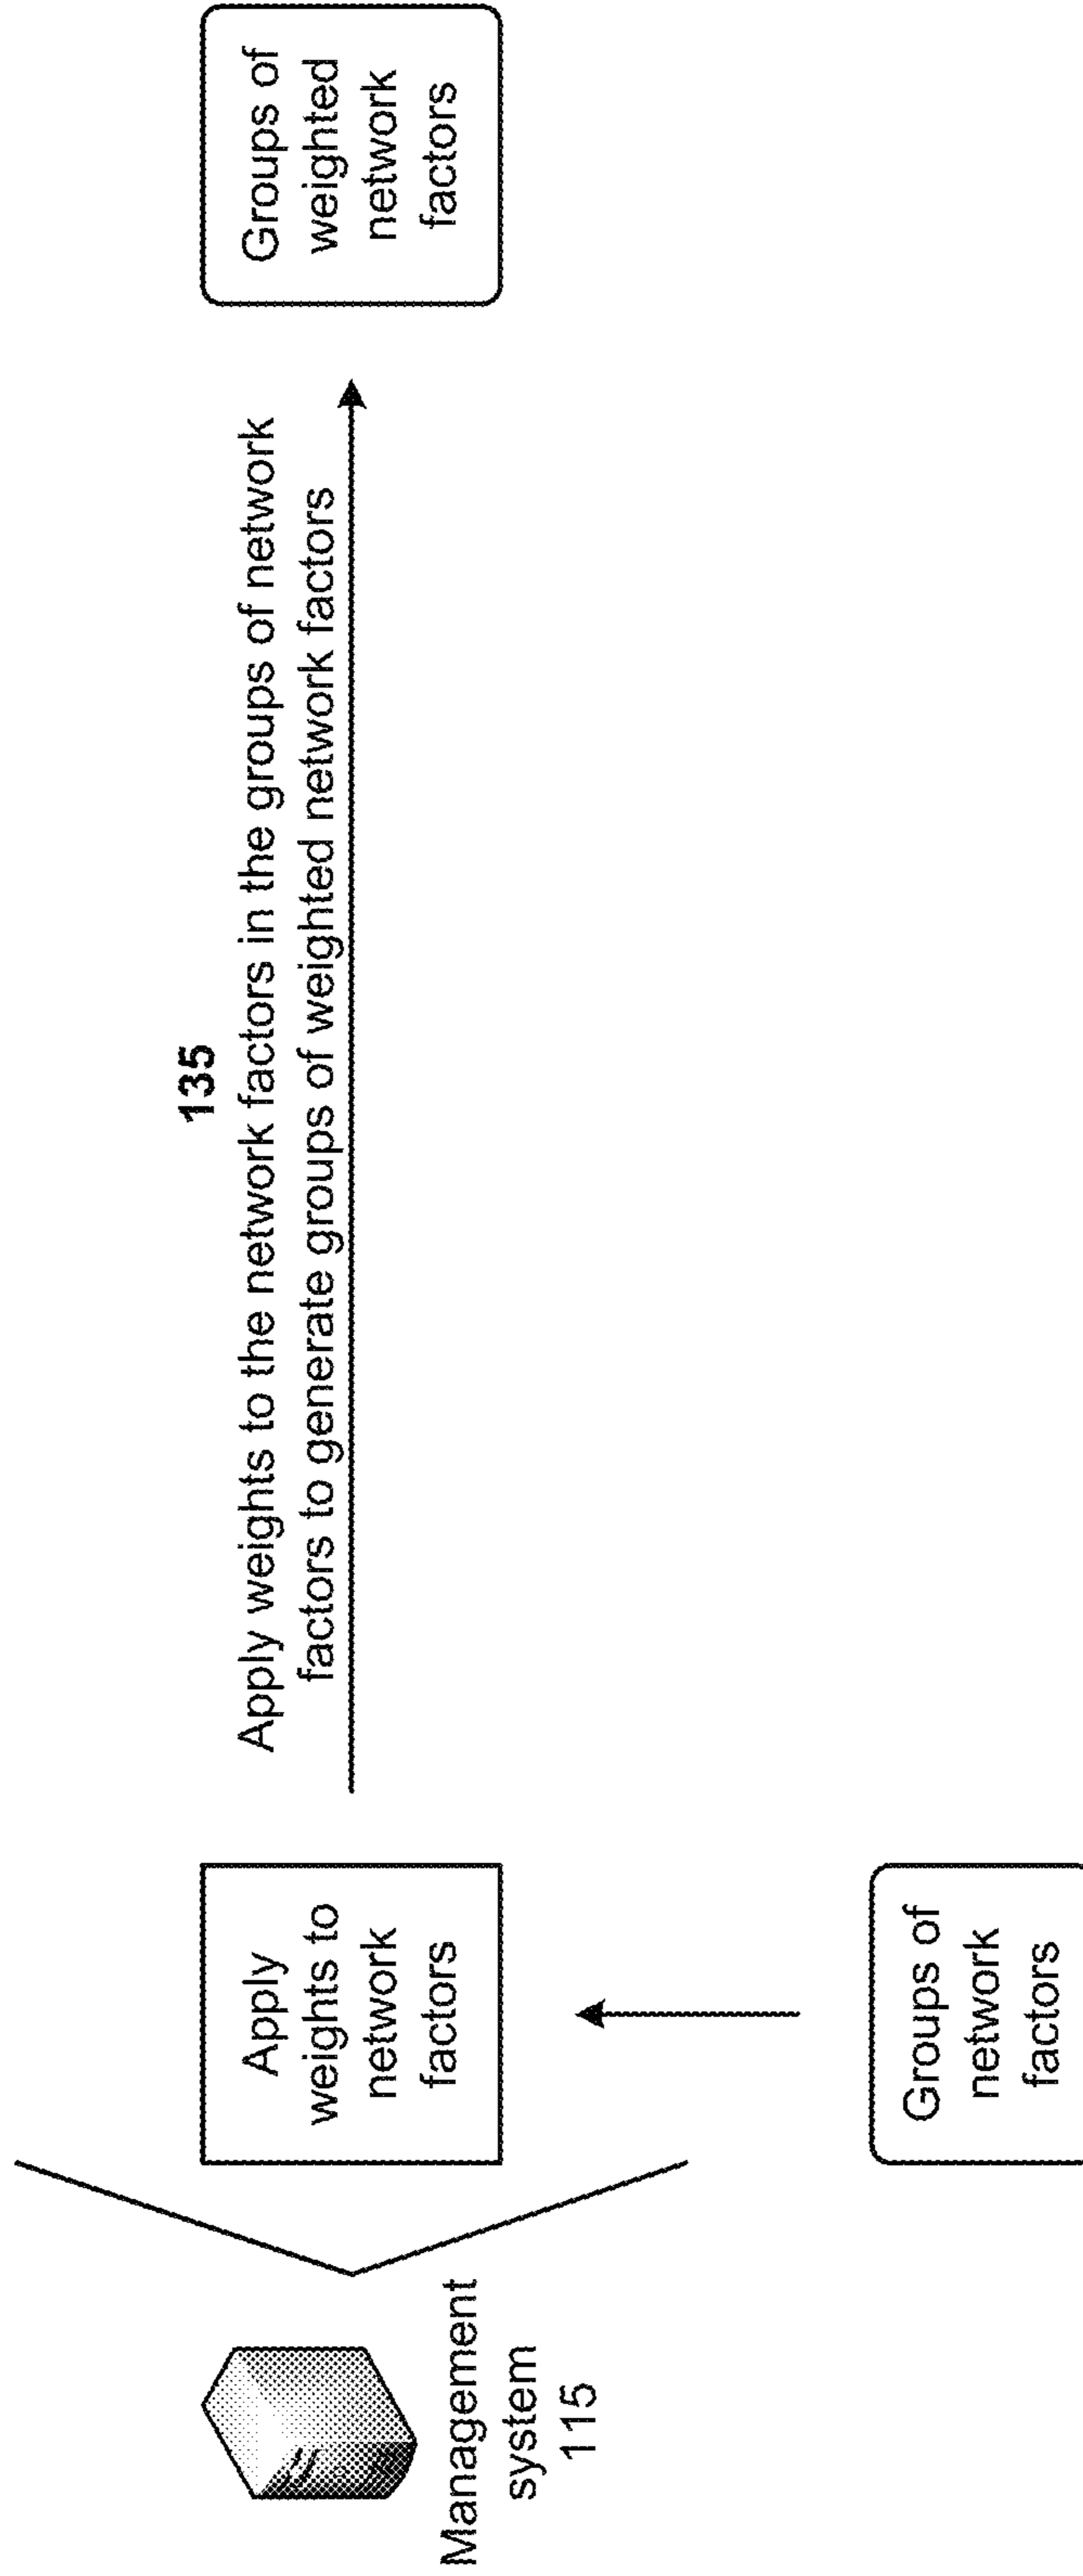 135
Apply weights to the network factors in the groups of network
factors to generate groups of weighted network factors
Management
system
115
Apply
weights to
network
factors
Groups of
weighted
network
factors
Groups of
network
factors